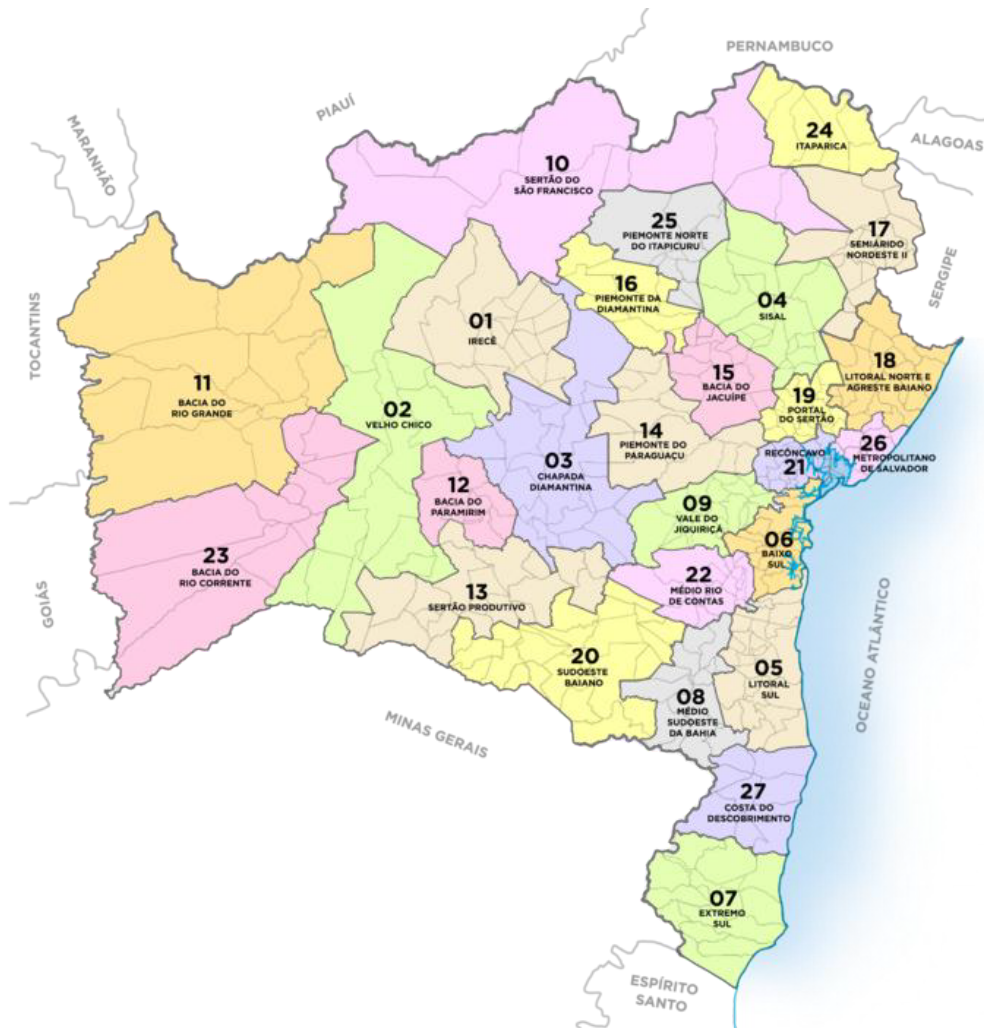 PERNAMBUCO
PIAUÍ
MARANHÃO
ALAGOAS
SERGIPE
TOCANTINS
GOIÁS
MINAS GERAIS
ESPÍRITO
SANTO
OCEANO ATLÂNTICO
24
ITAPARICA
10
SERTÃO DO
SÃO FRANCISCO
25
PIEMONTE NORTE
DO ITAPICURU
17
SEMIÁRIDO
NORDESTE II
16
PIEMONTE DA
DIAMANTINA
04
SISAL
01
IRECÊ
11
BACIA DO
RIO GRANDE
02
VELHO CHICO
15
BACIA DO
JACUÍPE
18
LITORAL NORTE E
AGRESTE BAIANO
19
PORTAL
DO SERTÃO
14
PIEMONTE DO
PARAGUAÇU
03
CHAPADA
DIAMANTINA
RECÔNCAVO
21
26
METROPOLITANO
DE SALVADOR
12
BACIA DO
PARAMIRIM
09
VALE DO
JIQUIRIÇÁ
06
BAIXO
SUL
23
BACIA DO
RIO CORRENTE
22
MÉDIO RIO
DE CONTAS
13
SERTÃO PRODUTIVO
20
SUDOESTE
BAIANO
05
LITORAL
SUL
08
MÉDIO
SUDOESTE
DA BAHIA
27
COSTA DO
DESCOBRIMENTO
07
EXTREMO
SUL